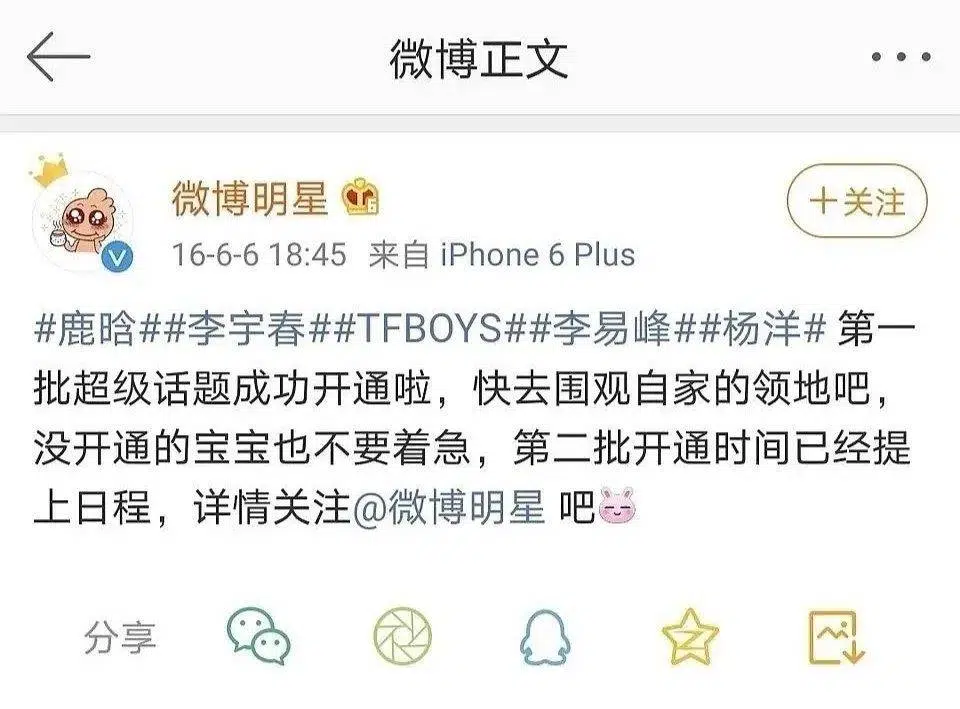 微博正文
微博明星
+关注
16-6-6 18:45 来自 iPhone 6 Plus
#鹿晗##李宇春##TFBOYS##李易峰##杨洋# 第一
批超级话题成功开通啦，快去围观自家的领地吧，
没开通的宝宝也不要着急，第二批开通时间已经提
上日程，详情关注@微博明星 吧
分享